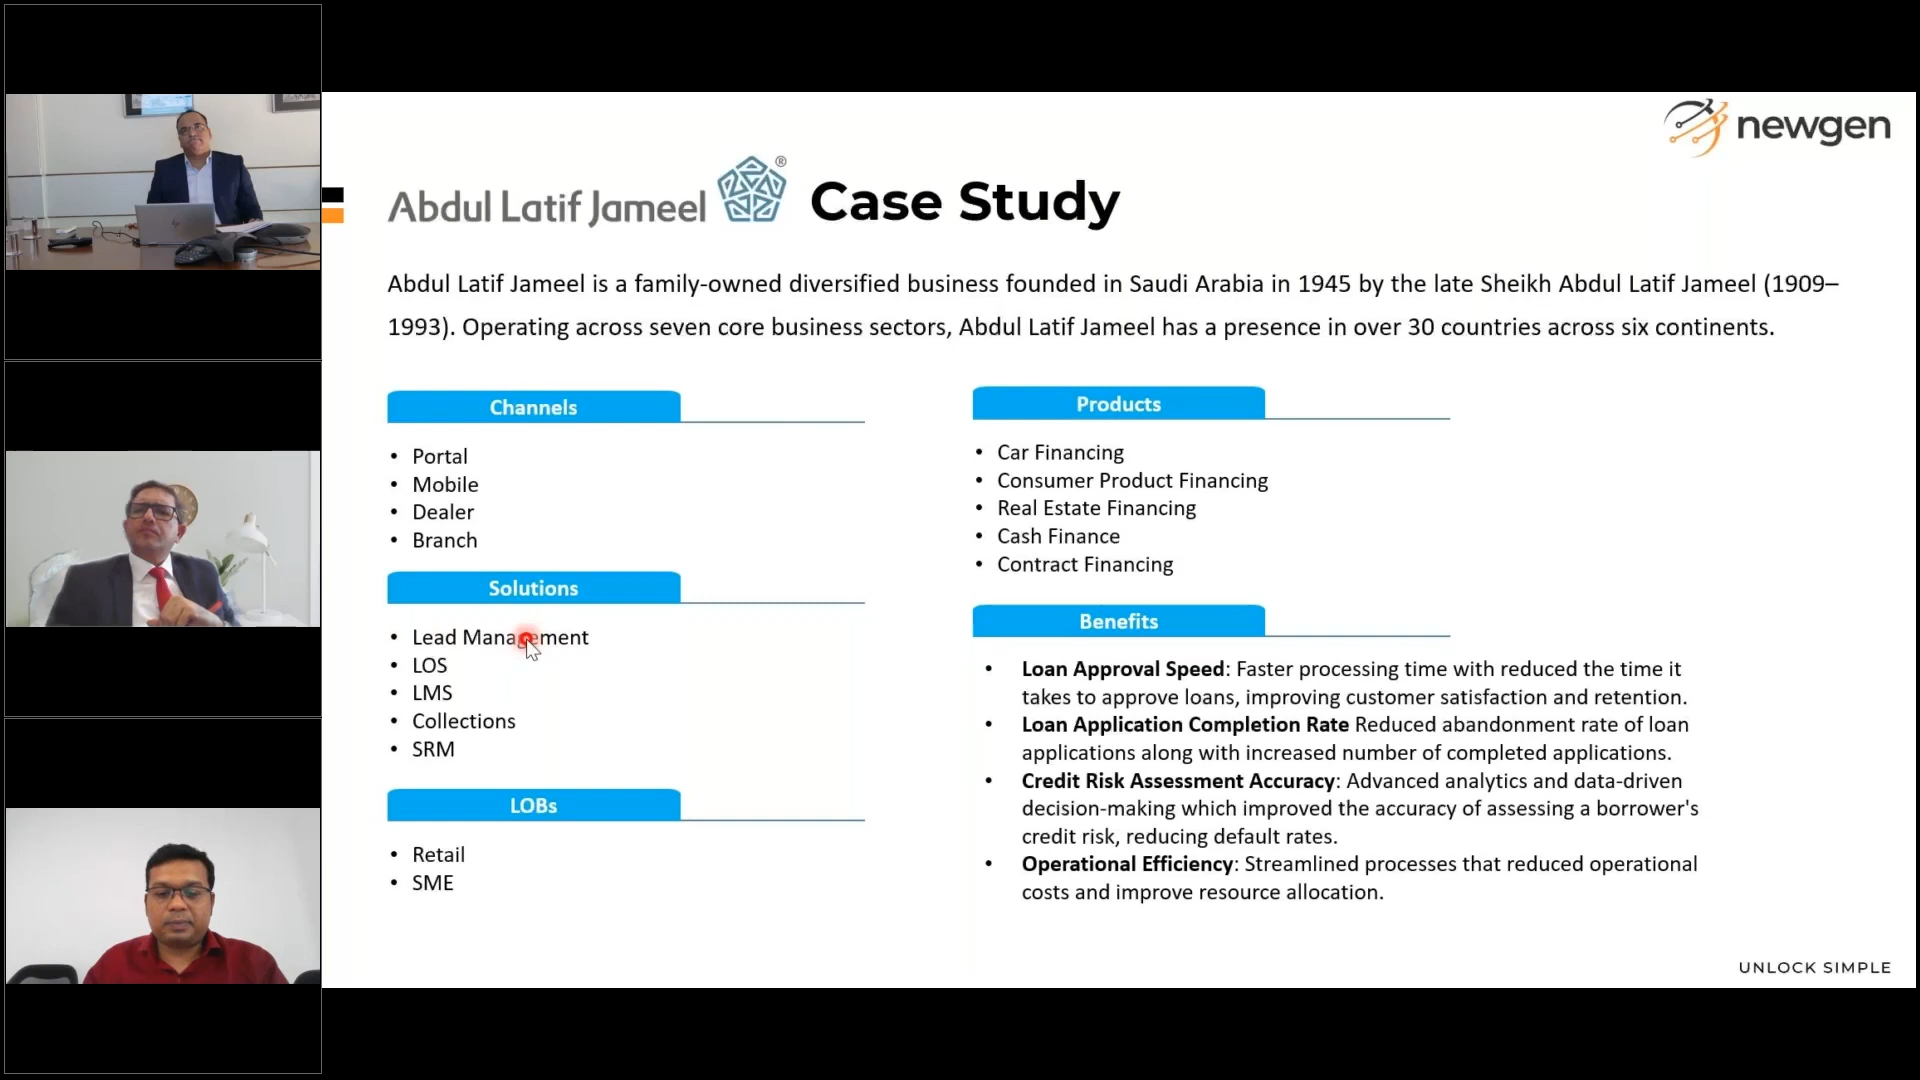 newgen
Abdul Latif Jameel ® Case Study
Abdul Latif Jameel is a family-owned diversified business founded in Saudi Arabia in 1945 by the late Sheikh Abdul Latif Jameel (1909–
1993). Operating across seven core business sectors, Abdul Latif Jameel has a presence in over 30 countries across six continents.
Channels
• Portal
• Mobile
• Dealer
• Branch
Solutions
• Lead Management
• LOS
• LMS
• Collections
• SRM
LOBs
• Retail
• SME
Products
• Car Financing
• Consumer Product Financing
• Real Estate Financing
• Cash Finance
• Contract Financing
Benefits
• Loan Approval Speed: Faster processing time with reduced the time it
takes to approve loans, improving customer satisfaction and retention.
• Loan Application Completion Rate Reduced abandonment rate of loan
applications along with increased number of completed applications.
• Credit Risk Assessment Accuracy: Advanced analytics and data-driven
decision-making which improved the accuracy of assessing a borrower's
credit risk, reducing default rates.
• Operational Efficiency: Streamlined processes that reduced operational
costs and improve resource allocation.
UNLOCK SIMPLE